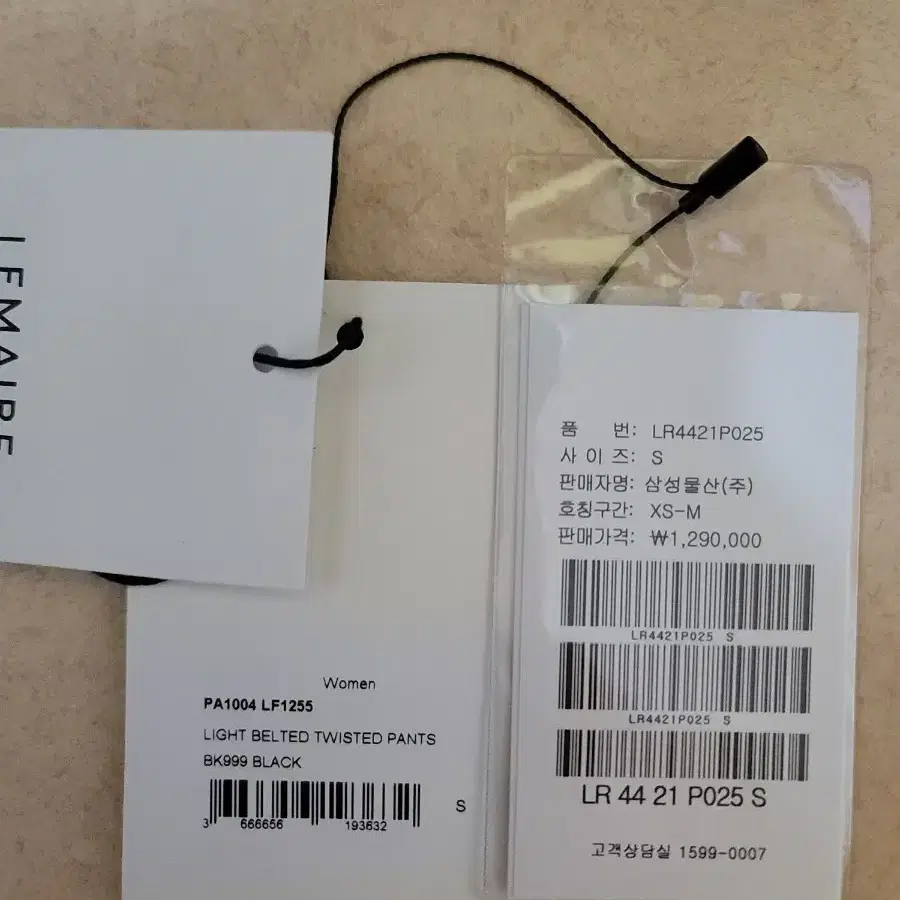 LEMAIRE
Women
PA1004 LF1255
LIGHT BELTED TWISTED PANTS
BK999 BLACK
S
3 666656 193632
품 번: LR4421P025
사 이 즈: S
판매자명: 삼성물산(주)
호칭구간: XS-M
판매가격: ₩1,290,000
LR4421P025 S
LR4421P025 S
LR 44 21 P025 S
고객상담실 1599-0007